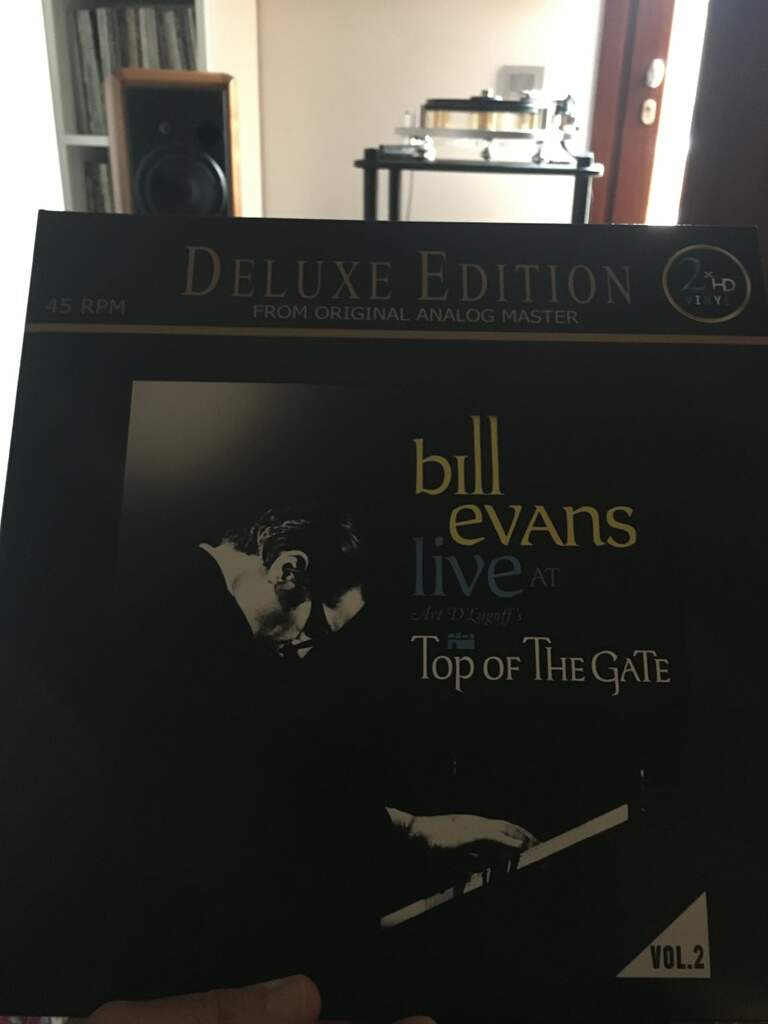 DELUXE EDITION
45 RPM
FROM ORIGINAL ANALOG MASTER
2xHD
VINYL
bill
evans
live AT
Art D'Lugoff's
Top of The Gate
VOL.2